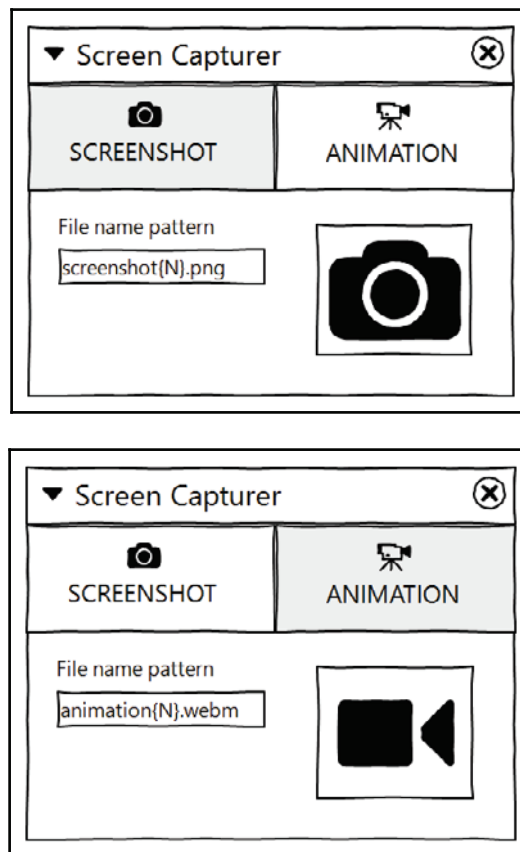 Screen Capturer
SCREENSHOT
ANIMATION
File name pattern
screenshot{N}.png
Screen Capturer
SCREENSHOT
ANIMATION
File name pattern
animation{N}.webm